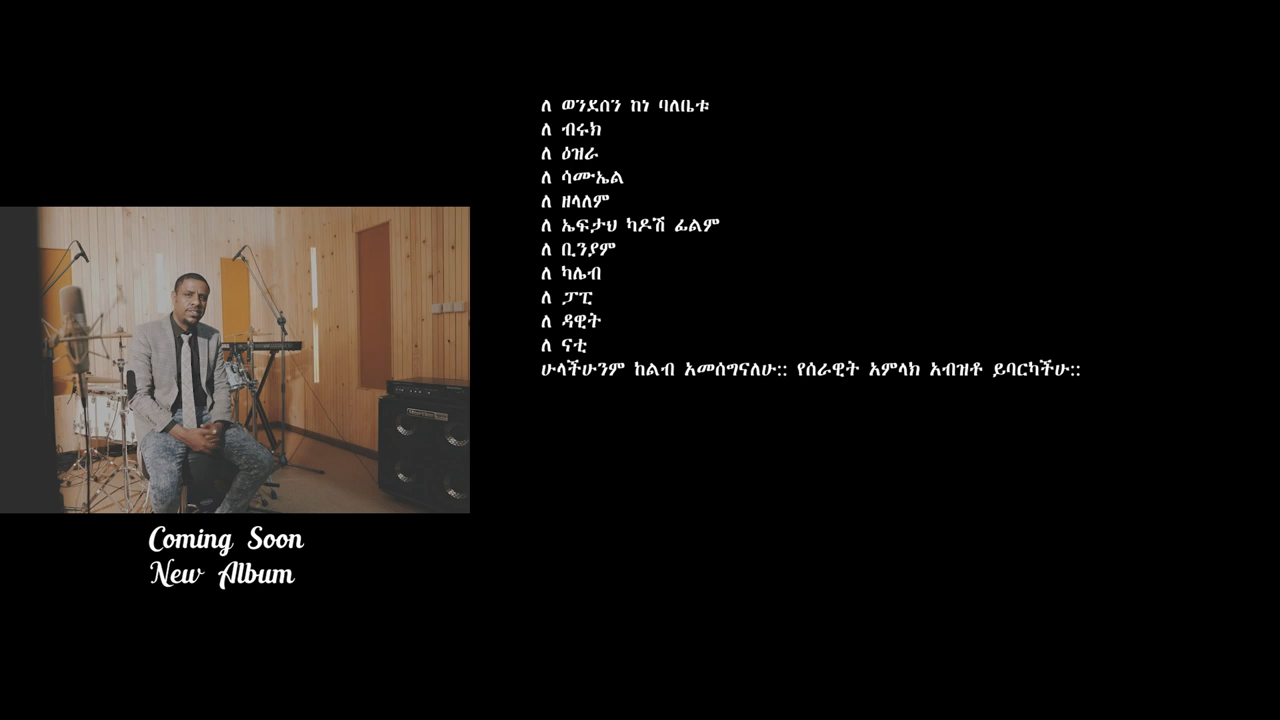 ለ ወንደበን ከነ ባለቤቱ
ለ ብሩክ
ለ ዕዝራ
ለ ሳሙኤል
ለ ዘላለም
ለ ኤፍታህ ካዶሽ ፊልም
ለ ቢንያም
ለ ካሌብ
ለ ፓፒ
ለ ዳዊት
ለ ናቲ
ሁላችሁንም ከልብ አመሰግናለሁ:: የሰራዊት አምላክ አብዝቶ ይባርካችሁ::
Coming Soon
New Album